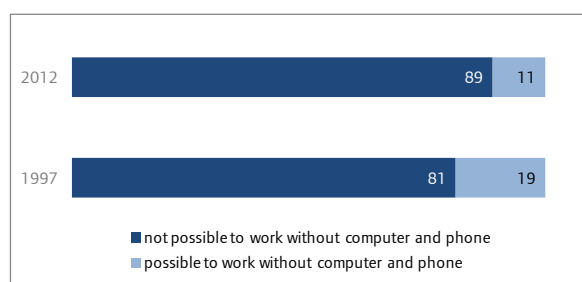 2012 89 11
1997 81 19
not possible to work without computer and phone
possible to work without computer and phone